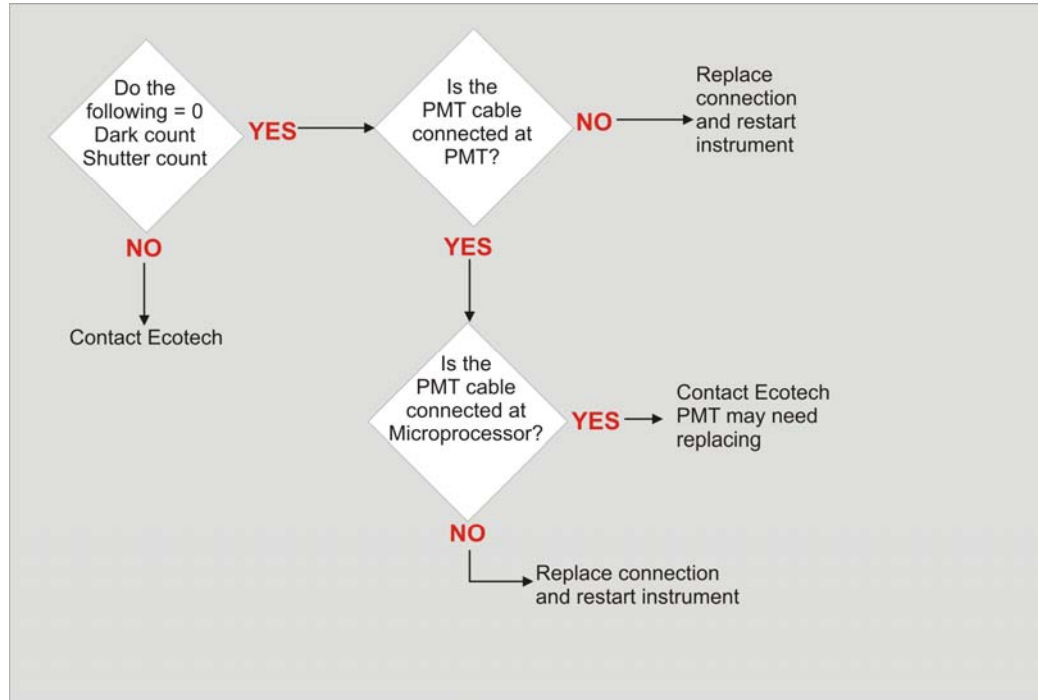 Do the
following = 0
Dark count
Shutter count
YES
Is the
PMT cable
connected at
PMT?
NO
Replace
connection
and restart
instrument
NO
Contact Ecotech
YES
Is the
PMT cable
connected at
Microprocessor?
YES
Contact Ecotech
PMT may need
replacing
NO
Replace connection
and restart instrument